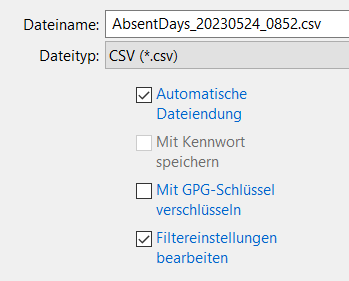 Dateiname: AbsentDays_20230524_0852.csv
Dateityp: CSV (*.csv)
Automatische
Dateiendung
Mit Kennwort
speichern
Mit GPG-Schlüssel
verschlüsseln
Filtereinstellungen
bearbeiten